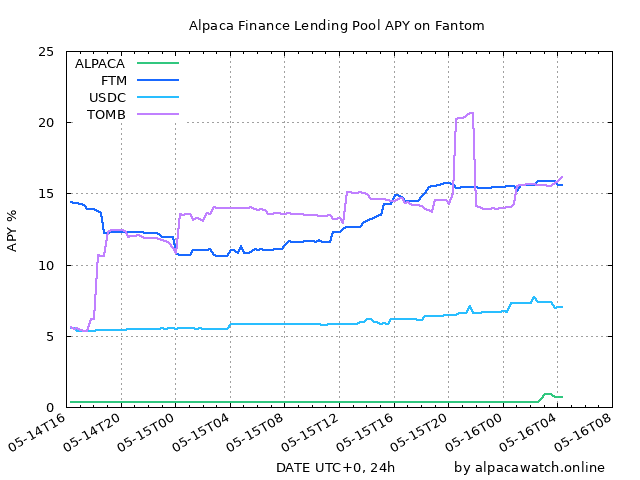 Alpaca Finance Lending Pool APY on Fantom
25
20
15
10
5
0
APY %
ALPACA
FTM
USDC
TOMB
05-14T16
05-14T20
05-15T00
05-15T04
05-15T08
05-15T12
05-15T16
05-15T20
05-16T00
05-16T04
05-16T08
DATE UTC+0, 24h
by alpacawatch.online